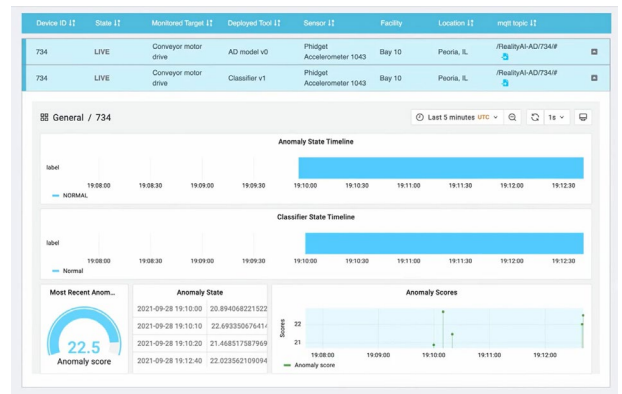 Device ID State Monitored Target Deployed Tool Sensor Facility Location mqtt topic
734 LIVE Conveyor motor drive AD model v0 Phidget Accelerometer 1043 Bay 10 Peoria, IL /RealityAI-AD/734/#
734 LIVE Conveyor motor drive Classifier v1 Phidget Accelerometer 1043 Bay 10 Peoria, IL /RealityAI-AD/734/#
General / 734 Last 5 minutes UTC 1s
Anomaly State Timeline
label
19:08:00 19:08:30 19:09:00 19:09:30 19:10:00 19:10:30 19:11:00 19:11:30 19:12:00 19:12:30
NORMAL
Classifier State Timeline
label
19:08:00 19:08:30 19:09:00 19:09:30 19:10:00 19:10:30 19:11:00 19:11:30 19:12:00 19:12:30
Normal
Most Recent Anom...
22.5
Anomaly score
Anomaly State
2021-09-28 19:10:00 20.894068221522
2021-09-28 19:10:10 22.693350676414
2021-09-28 19:10:20 21.468517587969
2021-09-28 19:12:40 22.023562109094
Anomaly Scores
Scores
22
21
19:08:00 19:09:00 19:10:00 19:11:00 19:12:00
Anomaly score